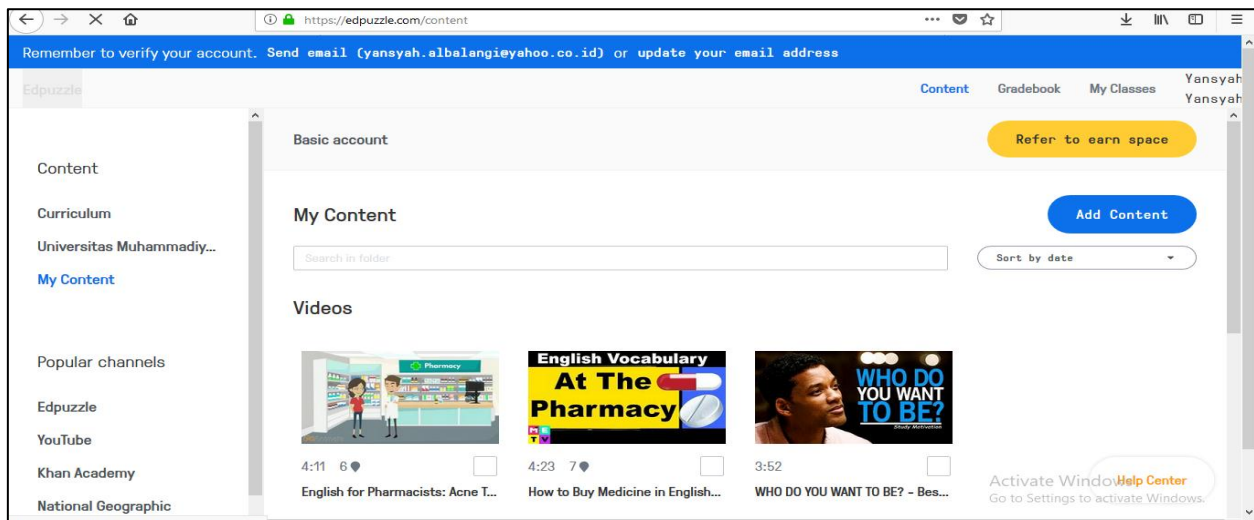 https://edpuzzle.com/content
Remember to verify your account. Send email (yansyah.albalangi@yahoo.co.id) or update your email address
Edpuzzle
Content Gradebook My Classes
Yansyah
Yansyah
Content
Curriculum
Universitas Muhammadiy...
My Content
Popular channels
Edpuzzle
YouTube
Khan Academy
National Geographic
Basic account
Refer to earn space
My Content
Add Content
Search in folder
Sort by date
Videos
Pharmacy
English Vocabulary
At The
Pharmacy
WHO DO
YOU WANT
TO BE?
Study Motivation
4:11 6
4:23 7
3:52
English for Pharmacists: Acne T...
How to Buy Medicine in English...
WHO DO YOU WANT TO BE? - Bes...
Help Center
Activate Windows
Go to Settings to activate Windows.